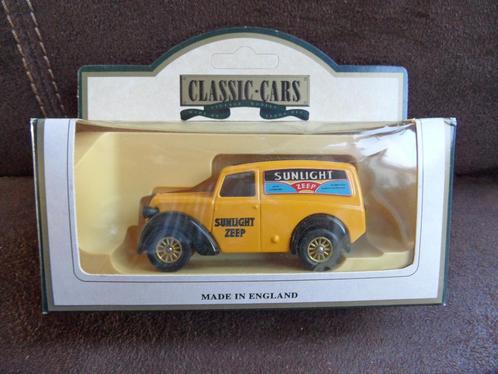 CLASSIC-CARS
SUNLIGHT
ZEEP
SUNLIGHT
ZEEP
MADE IN ENGLAND